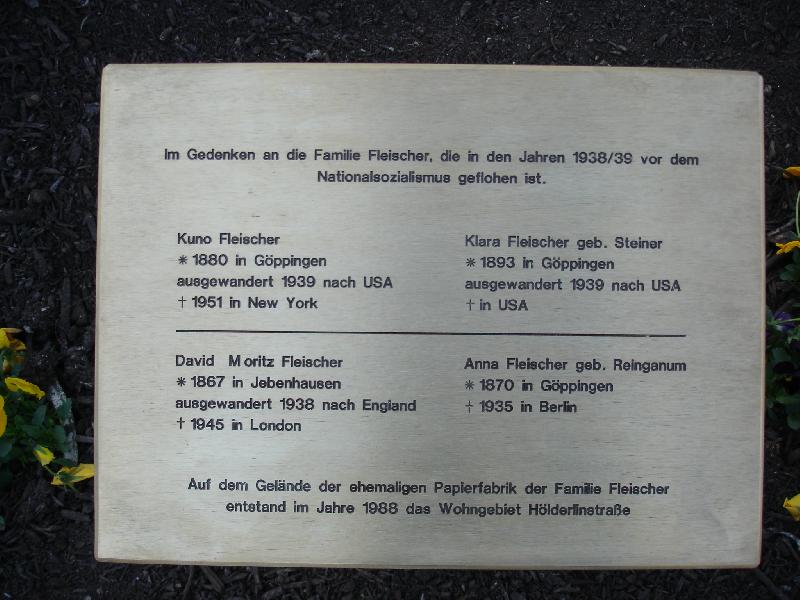 Im Gedenken an die Familie Fleischer, die in den Jahren 1938/39 vor dem
Nationalsozialismus geflohen ist.
Kuno Fleischer
* 1880 in Göppingen
ausgewandert 1939 nach USA
† 1951 in New York
Klara Fleischer geb. Steiner
* 1893 in Göppingen
ausgewandert 1939 nach USA
† in USA
David Moritz Fleischer
* 1867 in Jebenhausen
ausgewandert 1938 nach England
† 1945 in London
Anna Fleischer geb. Reinganum
* 1870 in Göppingen
† 1935 in Berlin
Auf dem Gelände der ehemaligen Papierfabrik der Familie Fleischer
entstand im Jahre 1988 das Wohngebiet Hölderlinstraße